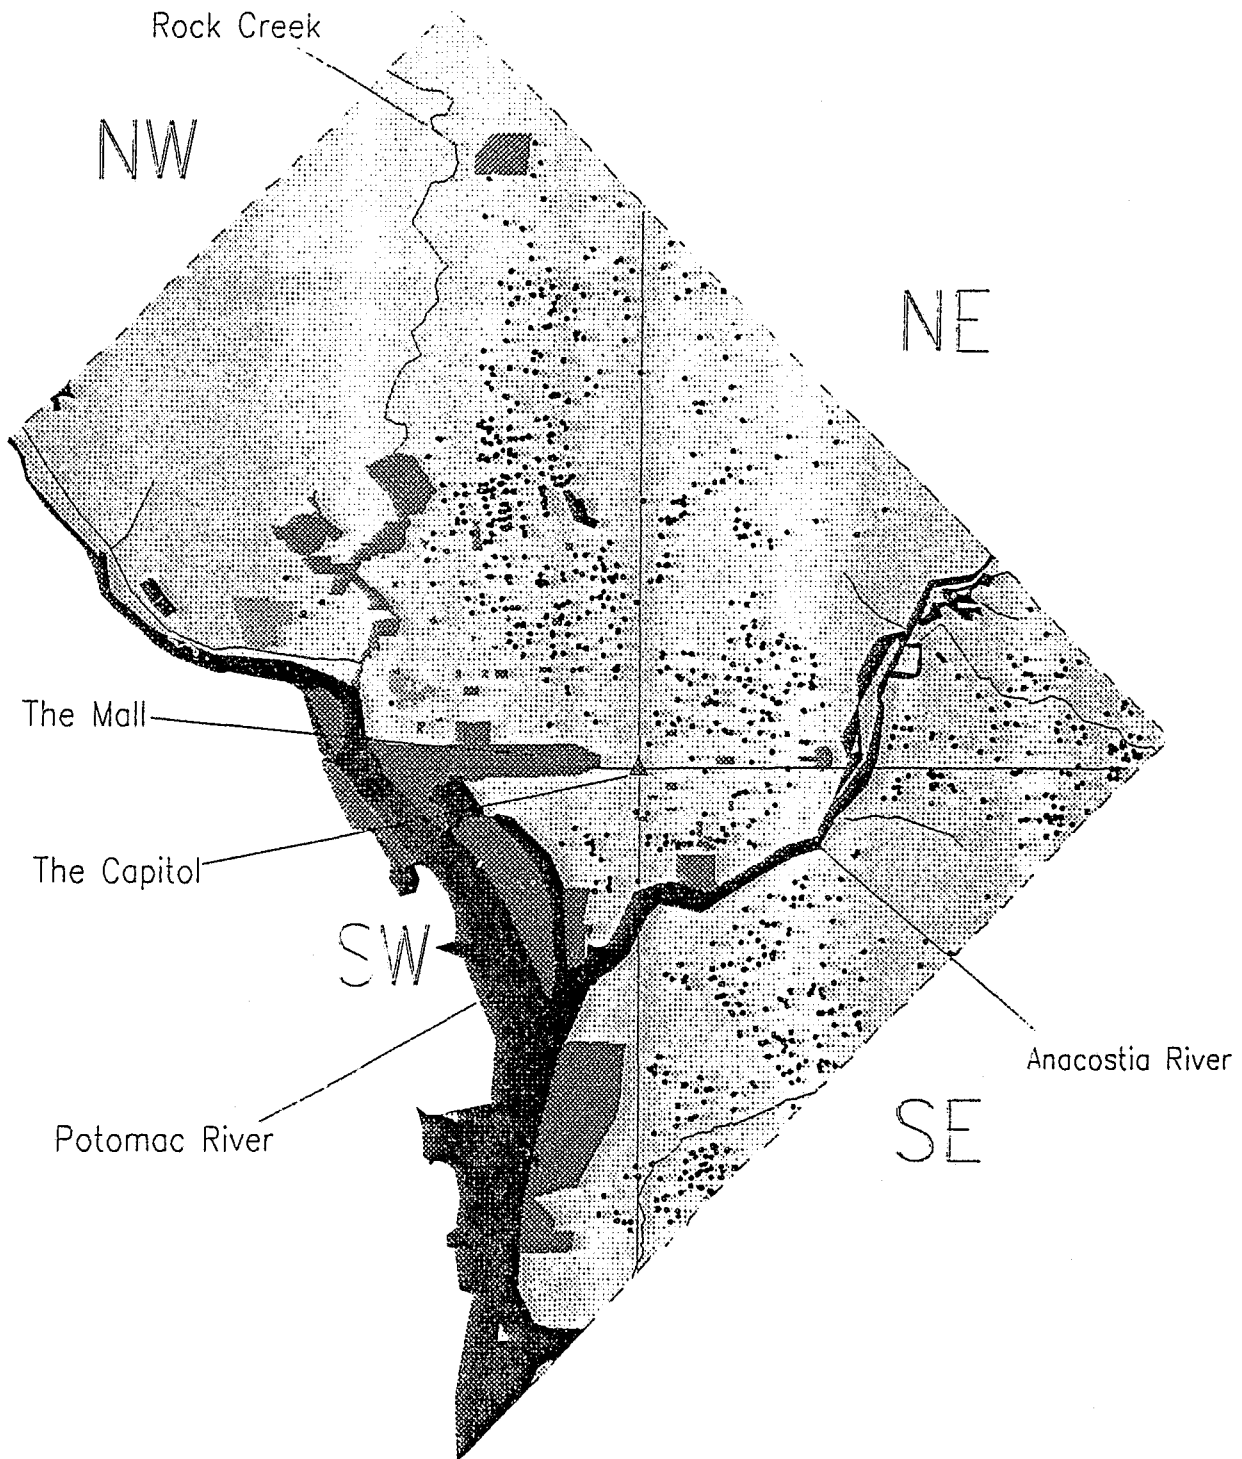 Rock Creek
NW
NE
The Mall
The Capitol
SW
Anacostia River
SE
Potomac River